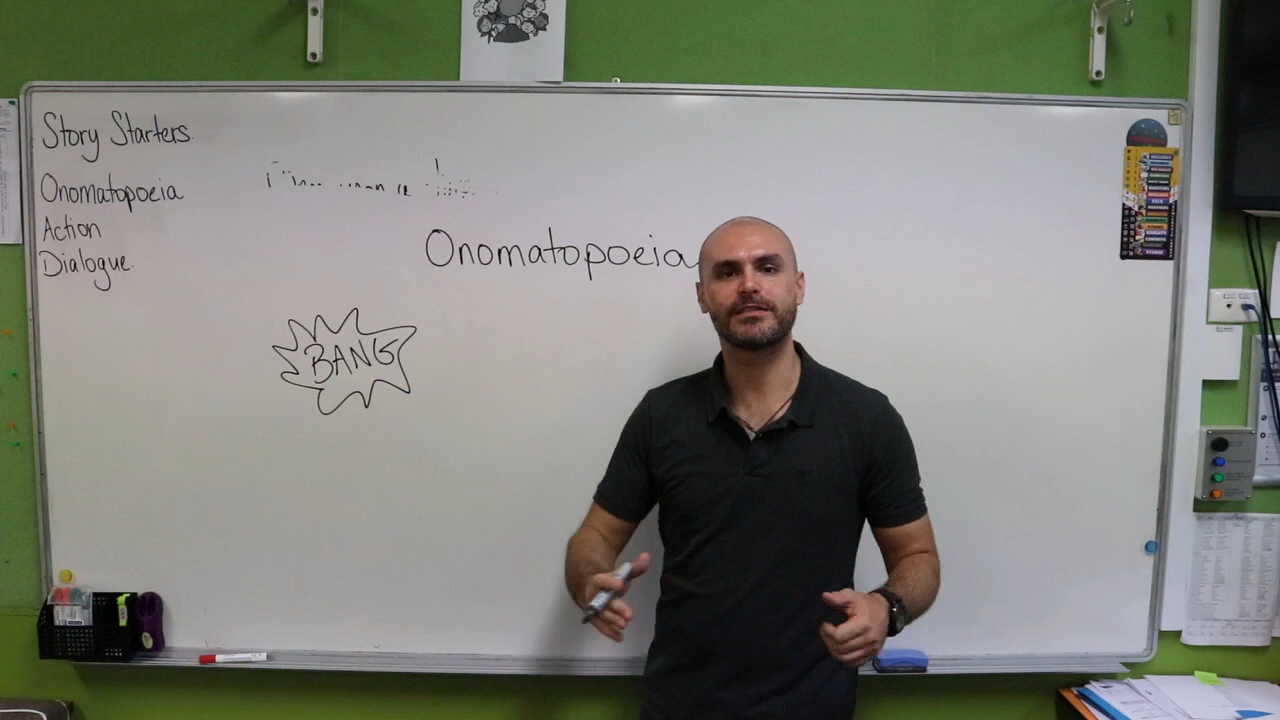 Story Starters
Onomatopoeia
Action
Dialogue.
Onomatopoeia
BANG